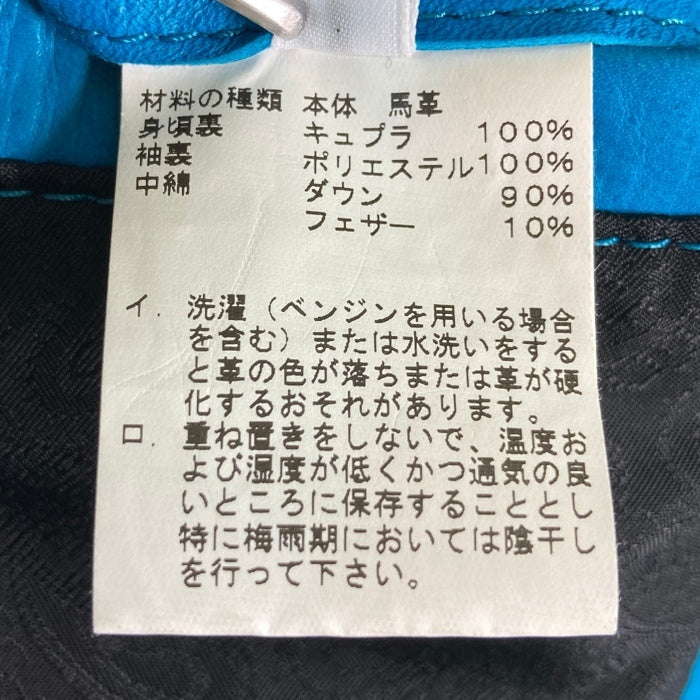 材料の種類 本体 馬革
身頃裏 キュプラ 100%
袖裏 ポリエステル100%
中綿 ダウン 90%
フェザー 10%
イ. 洗濯（ベンジンを用いる場合
を含む）または水洗いをする
と革の色が落ちまたは革が硬
化するおそれがあります。
ロ. 重ね置きをしないで、温度お
よび湿度が低くかつ通気の良
いところに保存することとし
特に梅雨期においては陰干し
を行って下さい。